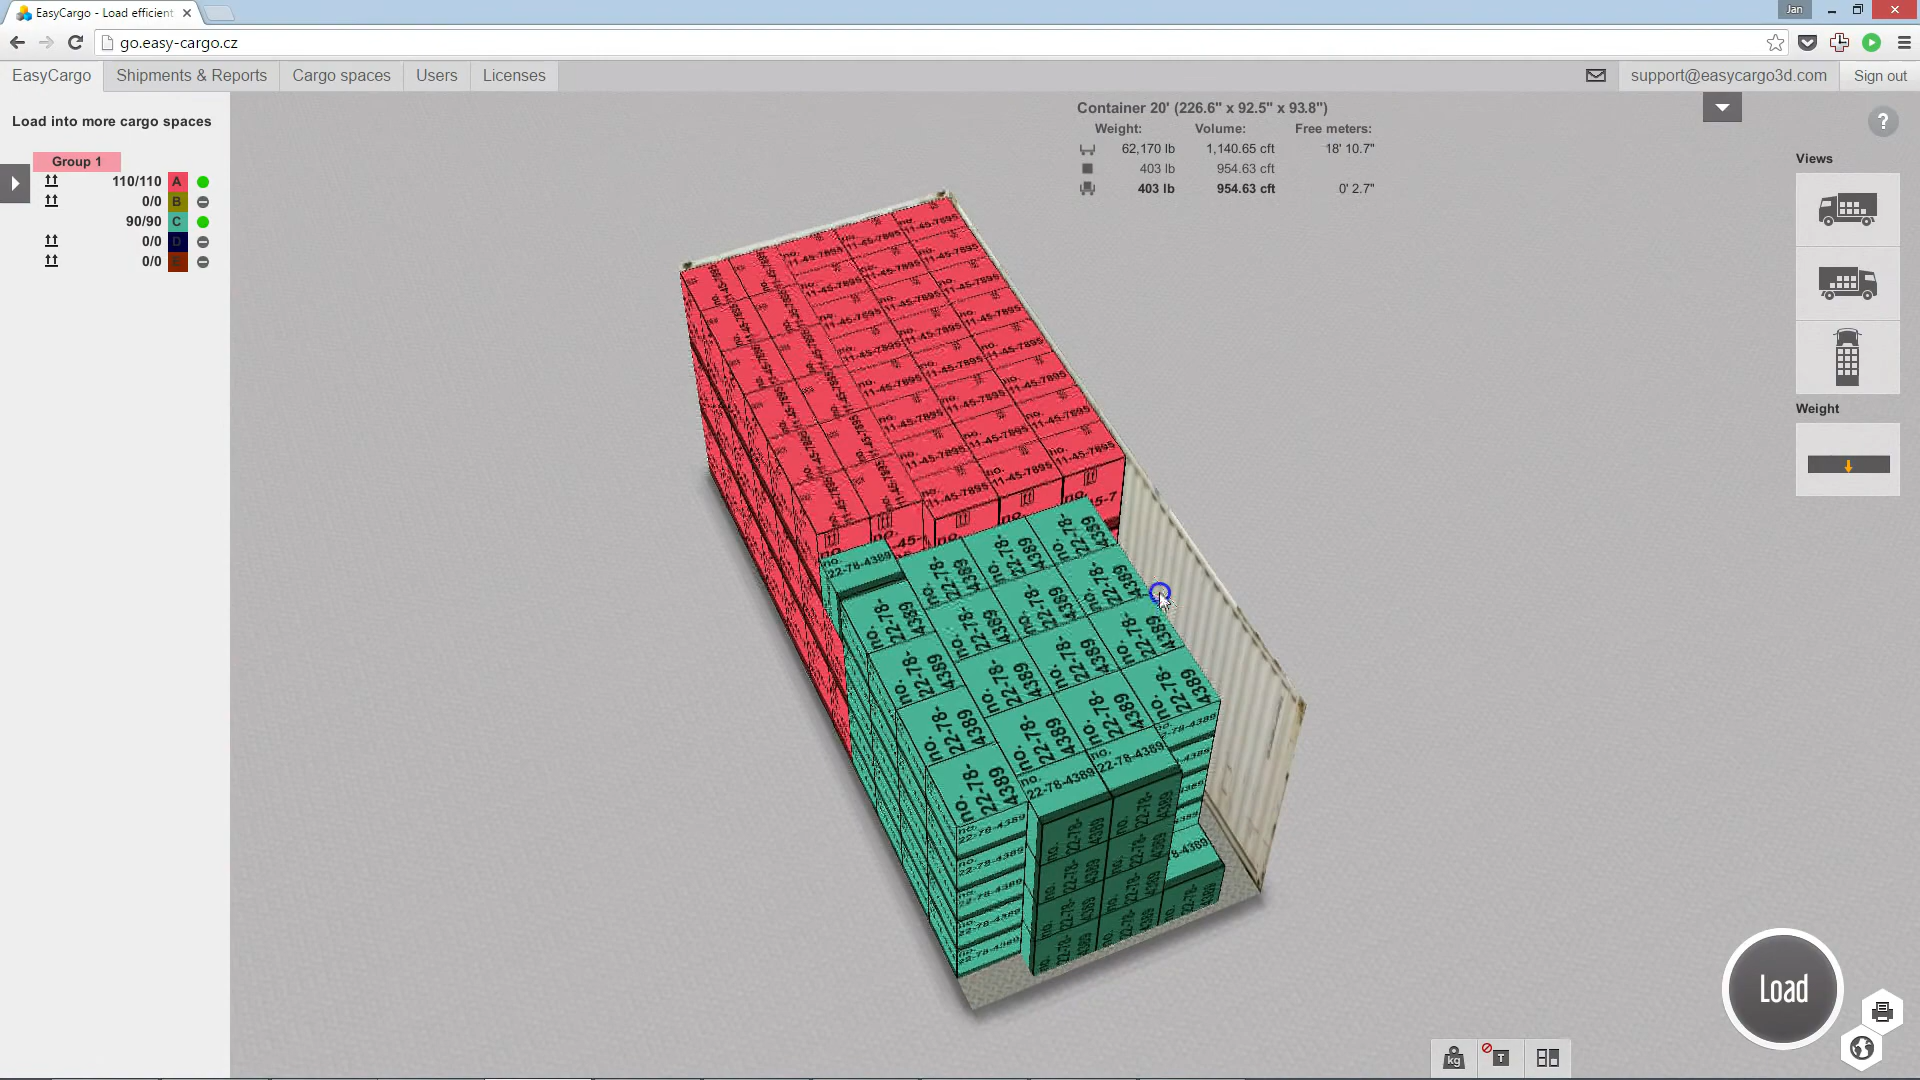 EasyCargo - Load efficient
Jan
go.easy-cargo.cz
EasyCargo
Shipments & Reports
Cargo spaces
Users
Licenses
support@easycargo3d.com
Sign out
Load into more cargo spaces
Group 1
110/110 A
0/0 B
90/90 C
0/0 D
0/0 E
Container 20' (226.6" x 92.5" x 93.8")
Weight: Volume: Free meters:
62,170 lb 1,140.65 cft 18' 10.7"
403 lb 954.63 cft
403 lb 954.63 cft 0' 2.7"
?
Views
Weight
no. 11-45-7895
no. 22-78-4389
Load
kg
T